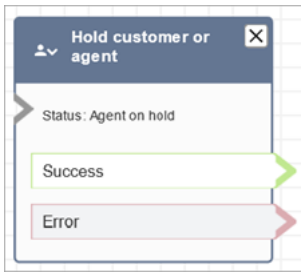 Hold customer or
agent
Status: Agent on hold
Success
Error